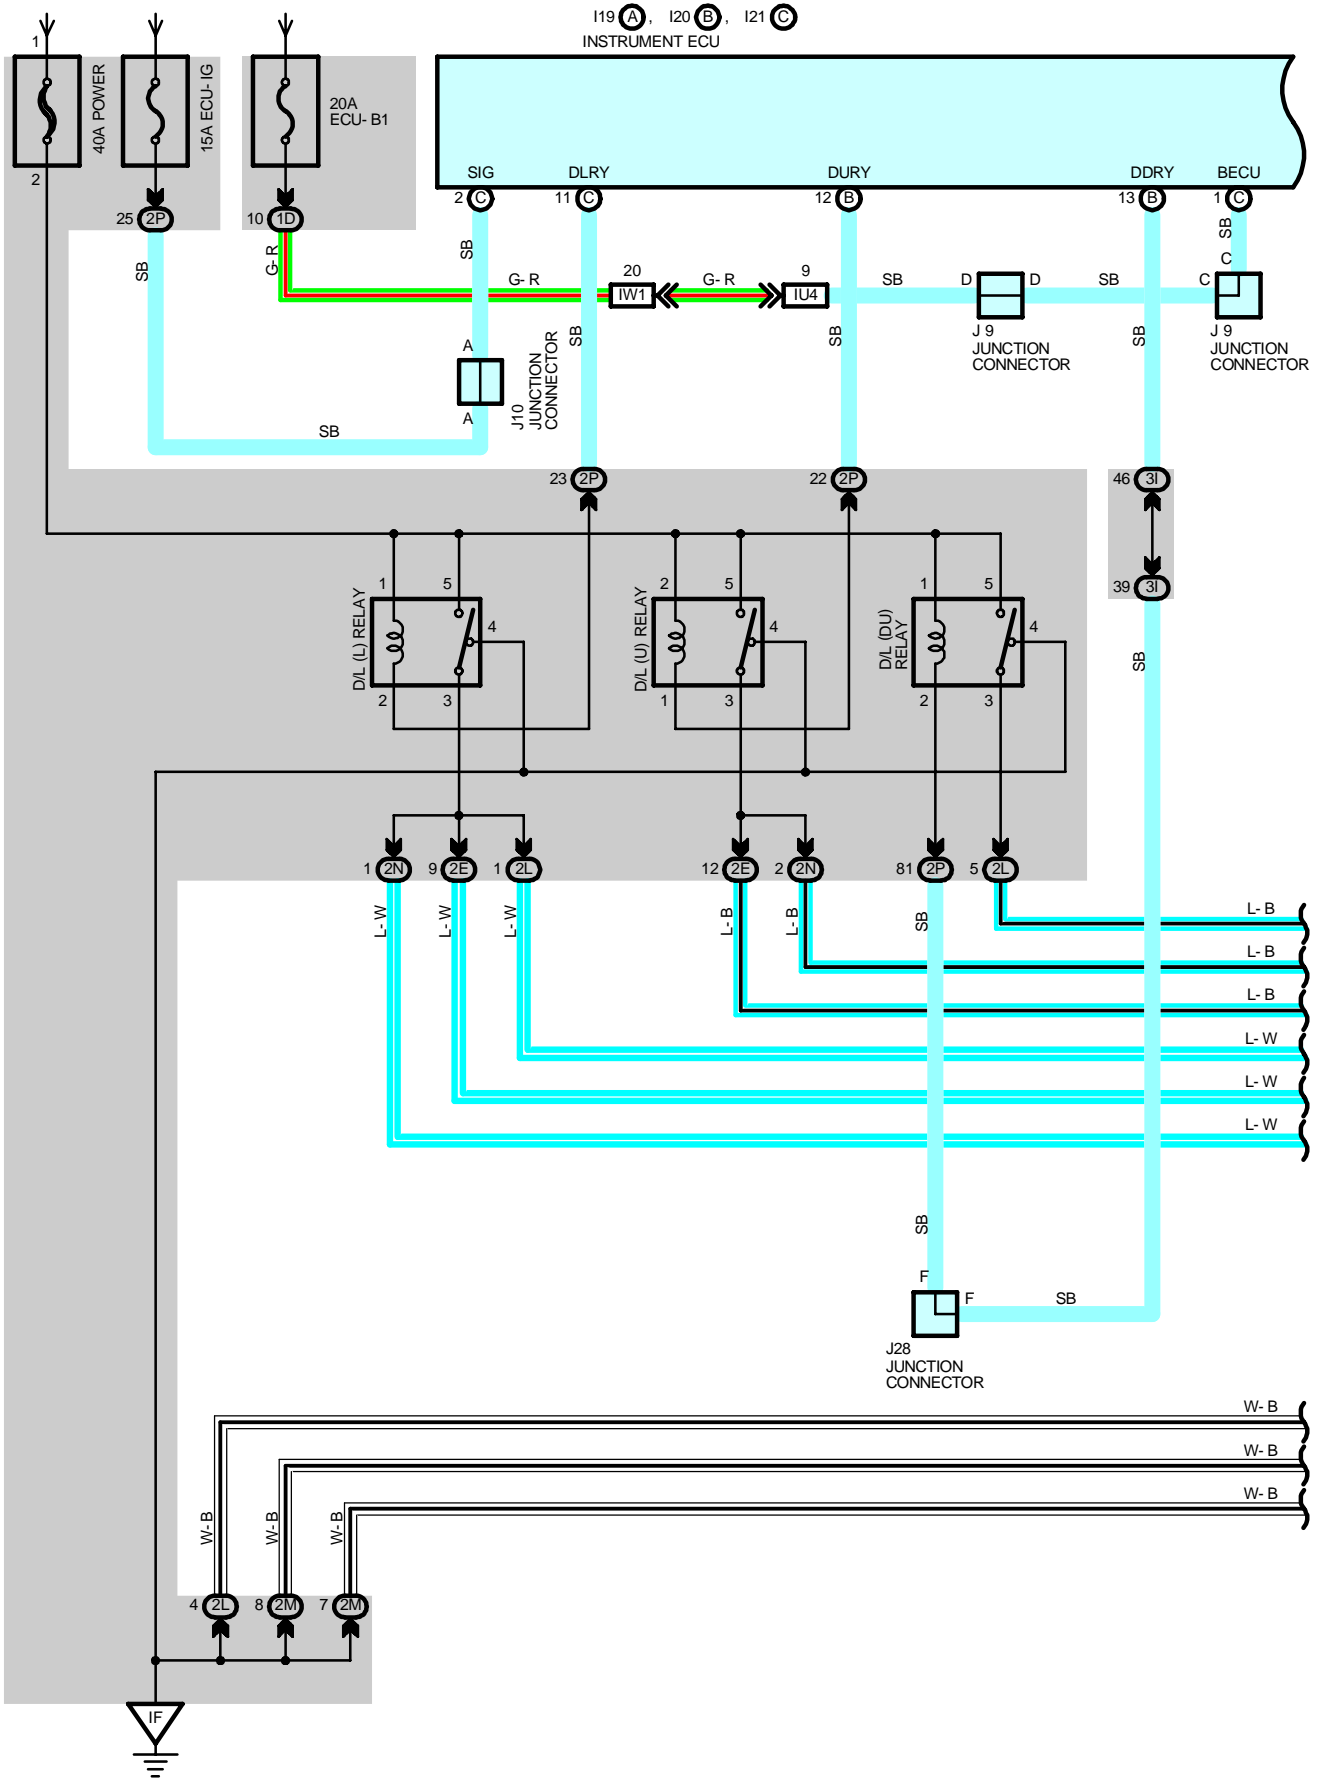 I19 A, I20 B, I21 C
INSTRUMENT ECU
1
40A POWER
2
15A ECU-IG
20A
ECU-B1
SIG
DLRY
DURY
DDRY
BECU
2 C
11 C
12 B
13 B
1 C
25 2P
10 1D
SB
G-R
SB
SB
C
G-R
20
IW1
G-R
9
IU4
SB
D
D
SB
C
J 9
JUNCTION
CONNECTOR
J 9
JUNCTION
CONNECTOR
SB
SB
SB
A
A
J10
JUNCTION
CONNECTOR
SB
23 2P
22 2P
46 3I
39 3I
SB
D/L (L) RELAY
1
5
4
2
3
D/L (U) RELAY
2
5
4
1
3
D/L (DU)
RELAY
1
5
4
2
3
1 2N
9 2E
1 2L
12 2E
2 2N
81 2P
5 2L
L-W
L-W
L-W
L-B
L-B
SB
L-B
L-B
L-B
L-W
L-W
L-W
SB
F
F
SB
J28
JUNCTION
CONNECTOR
W-B
W-B
W-B
W-B
W-B
W-B
4 2L
8 2M
7 2M
IF